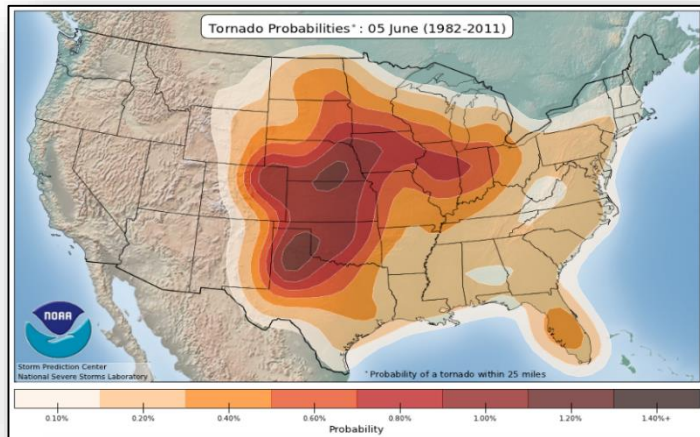 Tornado Probabilities*: 05 June (1982-2011)
NOAA
Storm Prediction Center
National Severe Storms Laboratory
*Probability of a tornado within 25 miles
0.10% 0.20% 0.40% 0.60% 0.80% 1.00% 1.20% 1.40%+
Probability